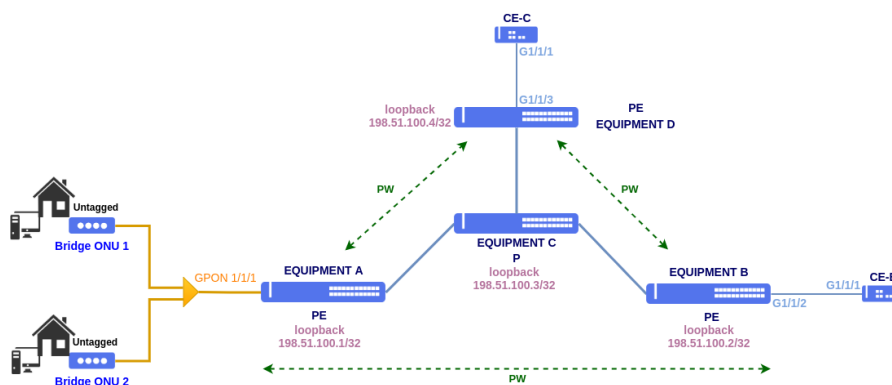 CE-C
G1/1/1
G1/1/3
loopback
198.51.100.4/32
PE
EQUIPMENT D
PW
PW
Untagged
Bridge ONU 1
GPON 1/1/1
EQUIPMENT A
EQUIPMENT C
P
loopback
198.51.100.3/32
EQUIPMENT B
G1/1/1
G1/1/2
PE
loopback
198.51.100.1/32
PE
loopback
198.51.100.2/32
Untagged
Bridge ONU 2
PW